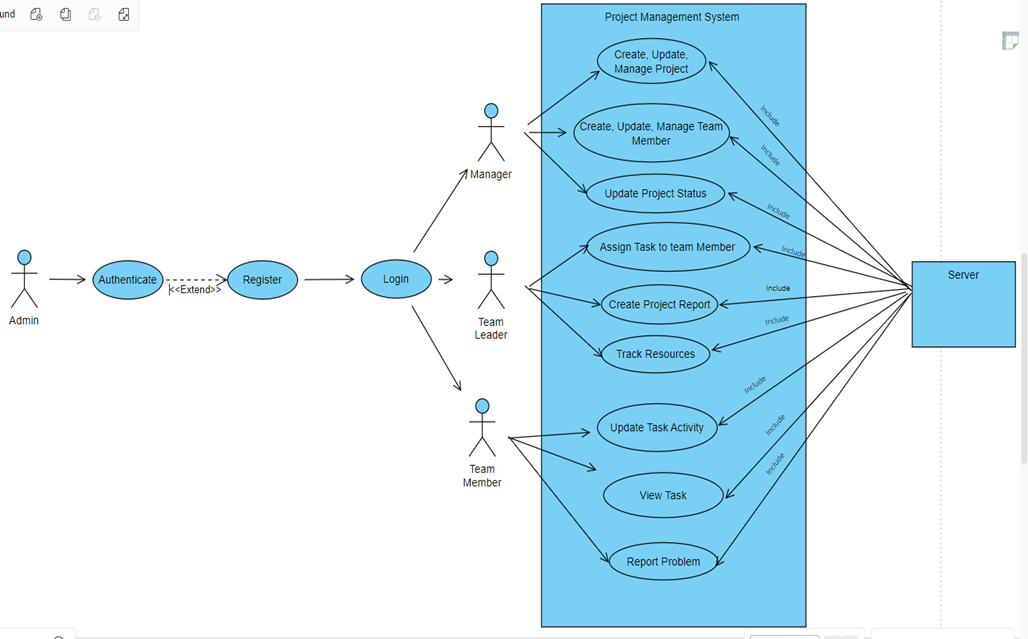 und
Project Management System
Create, Update,
Manage Project
Include
Create, Update, Manage Team
Member
Include
Manager
Update Project Status
Include
Assign Task to team Member
Include
Server
Authenticate
<<Extend>>
Register
Login
Include
Create Project Report
Admin
Team
Leader
Include
Track Resources
Include
Update Task Activity
Include
Team
Member
View Task
Include
Report Problem